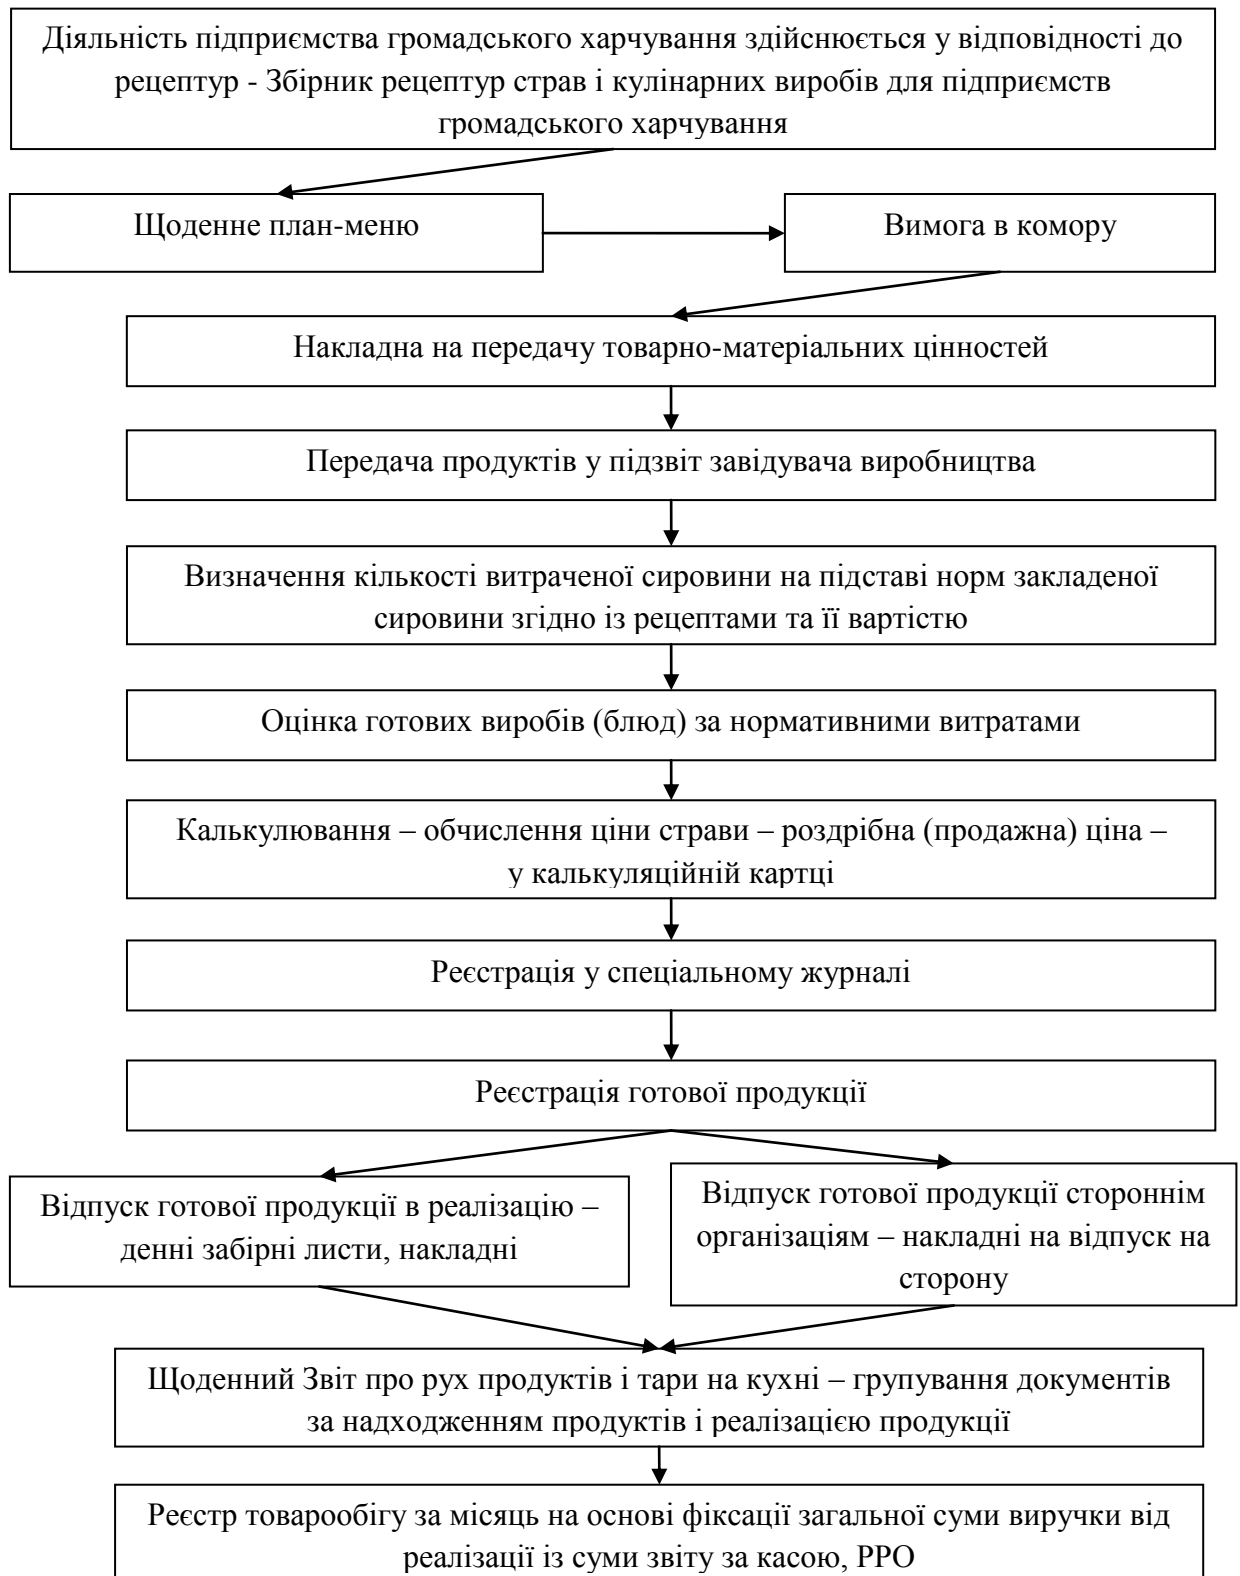 Діяльність підприємства громадського харчування здійснюється у відповідності до
рецептур - Збірник рецептур страв і кулінарних виробів для підприємств
громадського харчування
Щоденне план-меню
Вимога в комору
Накладна на передачу товарно-матеріальних цінностей
Передача продуктів у підзвіт завідувача виробництва
Визначення кількості витраченої сировини на підставі норм закладеної
сировини згідно із рецептами та її вартістю
Оцінка готових виробів (блюд) за нормативними витратами
Калькулювання – обчислення ціни страви – роздрібна (продажна) ціна –
у калькуляційній картці
Реєстрація у спеціальному журналі
Реєстрація готової продукції
Відпуск готової продукції в реалізацію –
денні забірні листи, накладні
Відпуск готової продукції стороннім
організаціям – накладні на відпуск на
сторону
Щоденний Звіт про рух продуктів і тари на кухні – групування документів
за надходженням продуктів і реалізацією продукції
Реєстр товарообігу за місяць на основі фіксації загальної суми виручки від
реалізації із суми звіту за касою, РРО